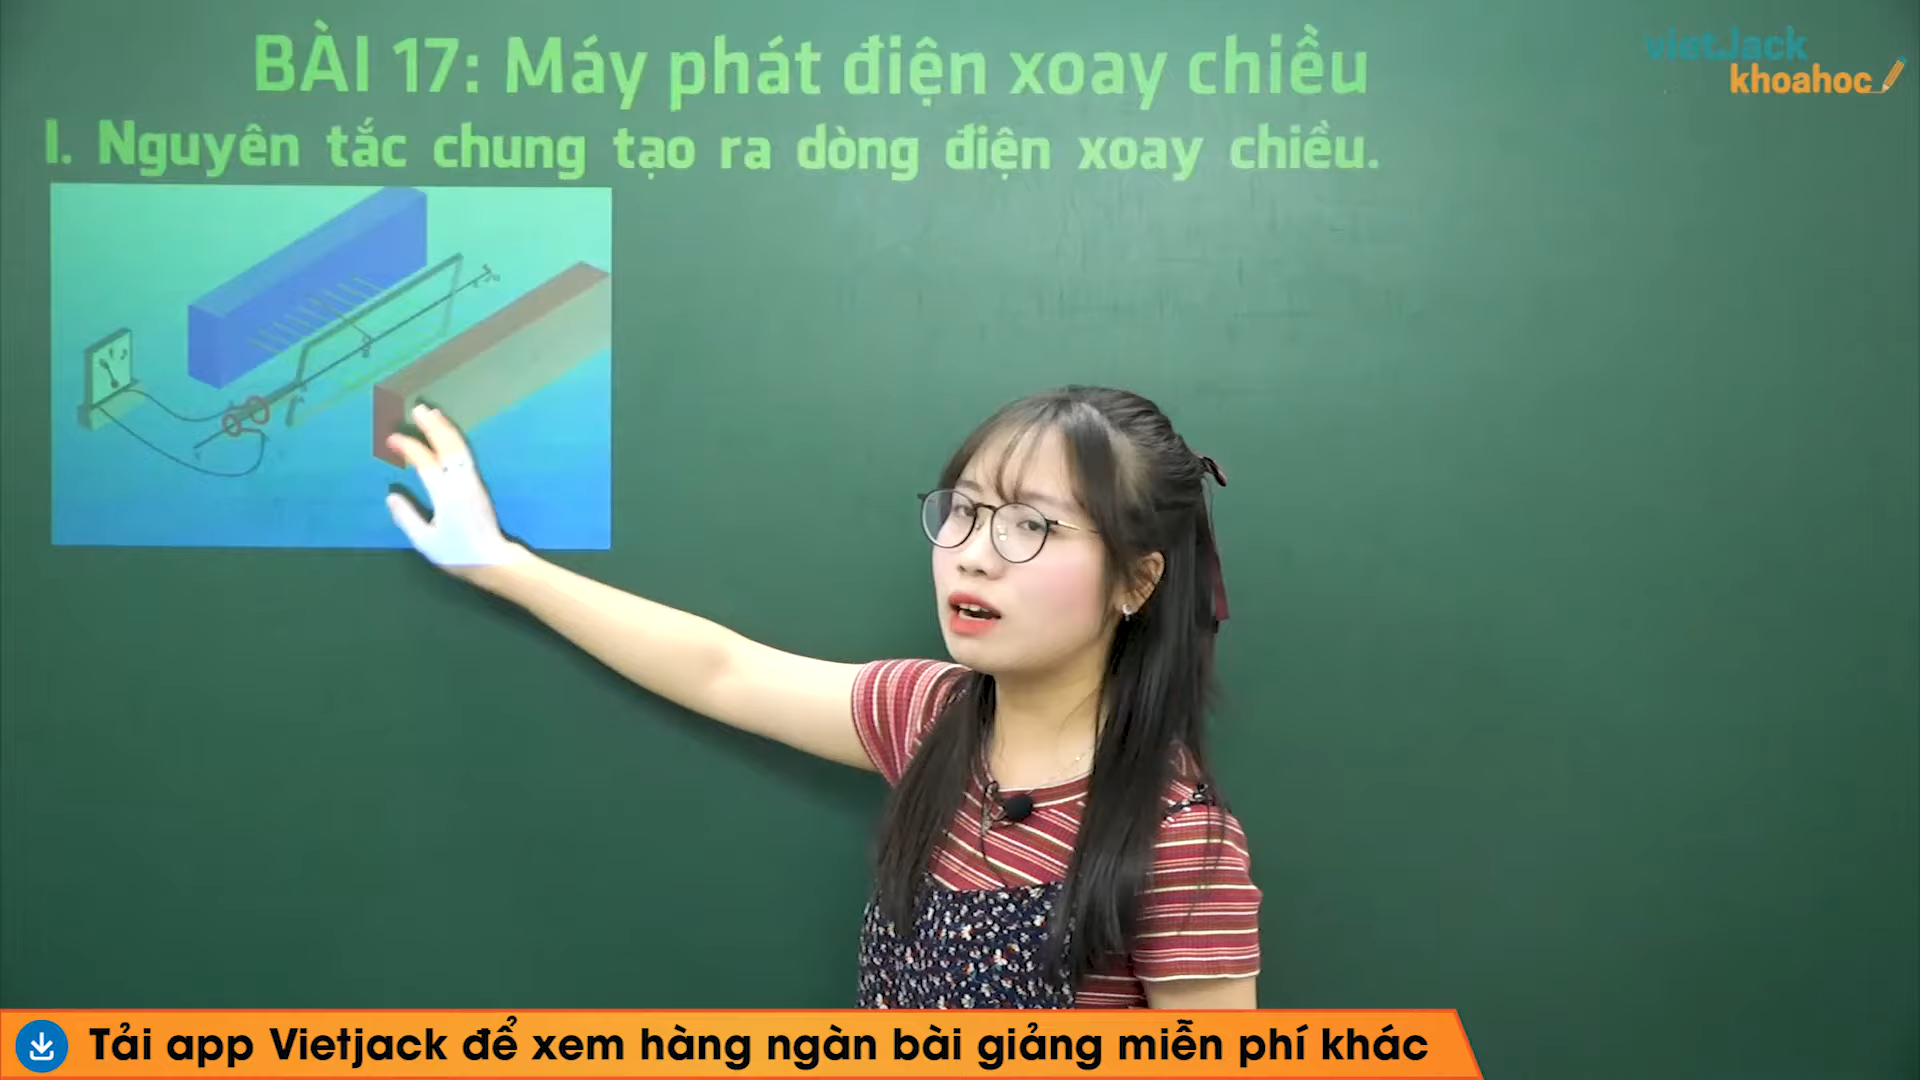 BÀI 17: Máy phát điện xoay chiều
vietJack
khoahoc
I. Nguyên tắc chung tạo ra dòng điện xoay chiều.
Tải app Vietjack để xem hàng ngàn bài giảng miễn phí khác